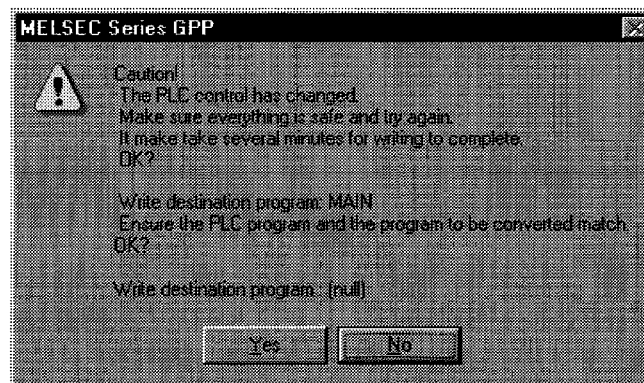 MELSEC Series GPP
Caution!
The PLC control has changed.
Make sure everything is safe and try again.
It make take several minutes for writing to complete.
OK?
Write destination program: MAIN
Ensure the PLC program and the program to be converted match.
OK?
Write destination program : (null)
Yes
No